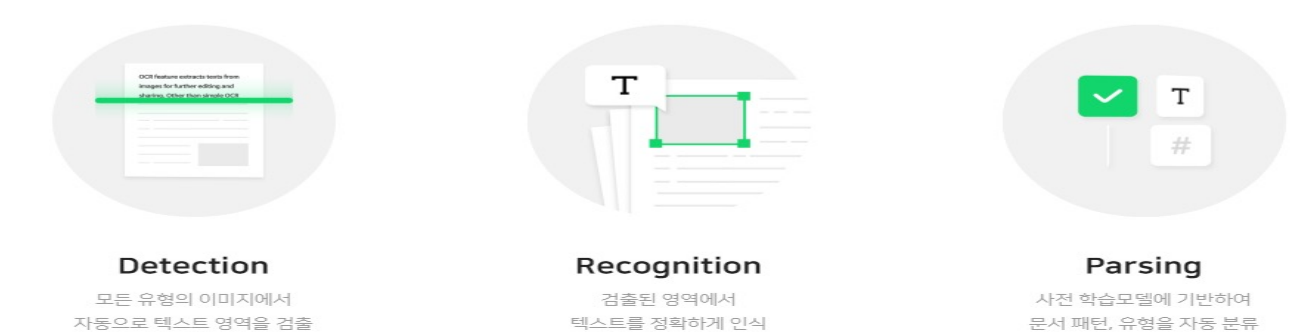 OCR feature extracts texts from
images for further editing and
sharing. Other than simple OCR
T
T
#
Detection
모든 유형의 이미지에서
자동으로 텍스트 영역을 검출
Recognition
검출된 영역에서
텍스트를 정확하게 인식
Parsing
사전 학습모델에 기반하여
문서 패턴, 유형을 자동 분류